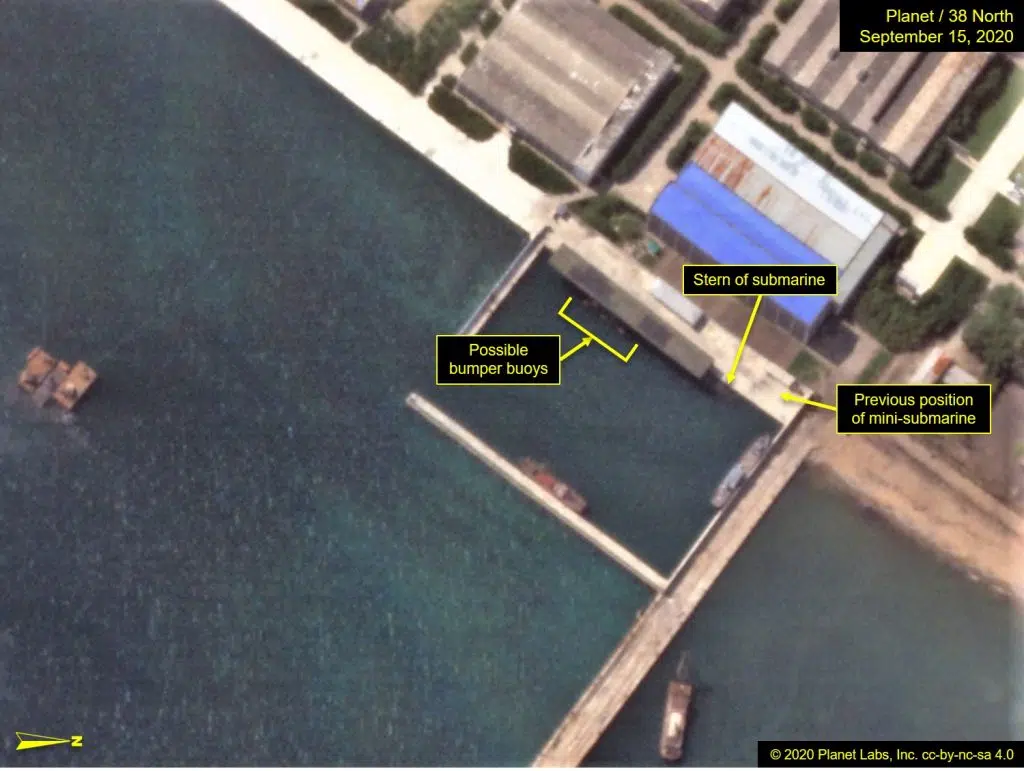 Planet / 38 North
September 15, 2020
Stern of submarine
Possible
bumper buoys
Previous position
of mini-submarine
N
© 2020 Planet Labs, Inc. cc-by-nc-sa 4.0